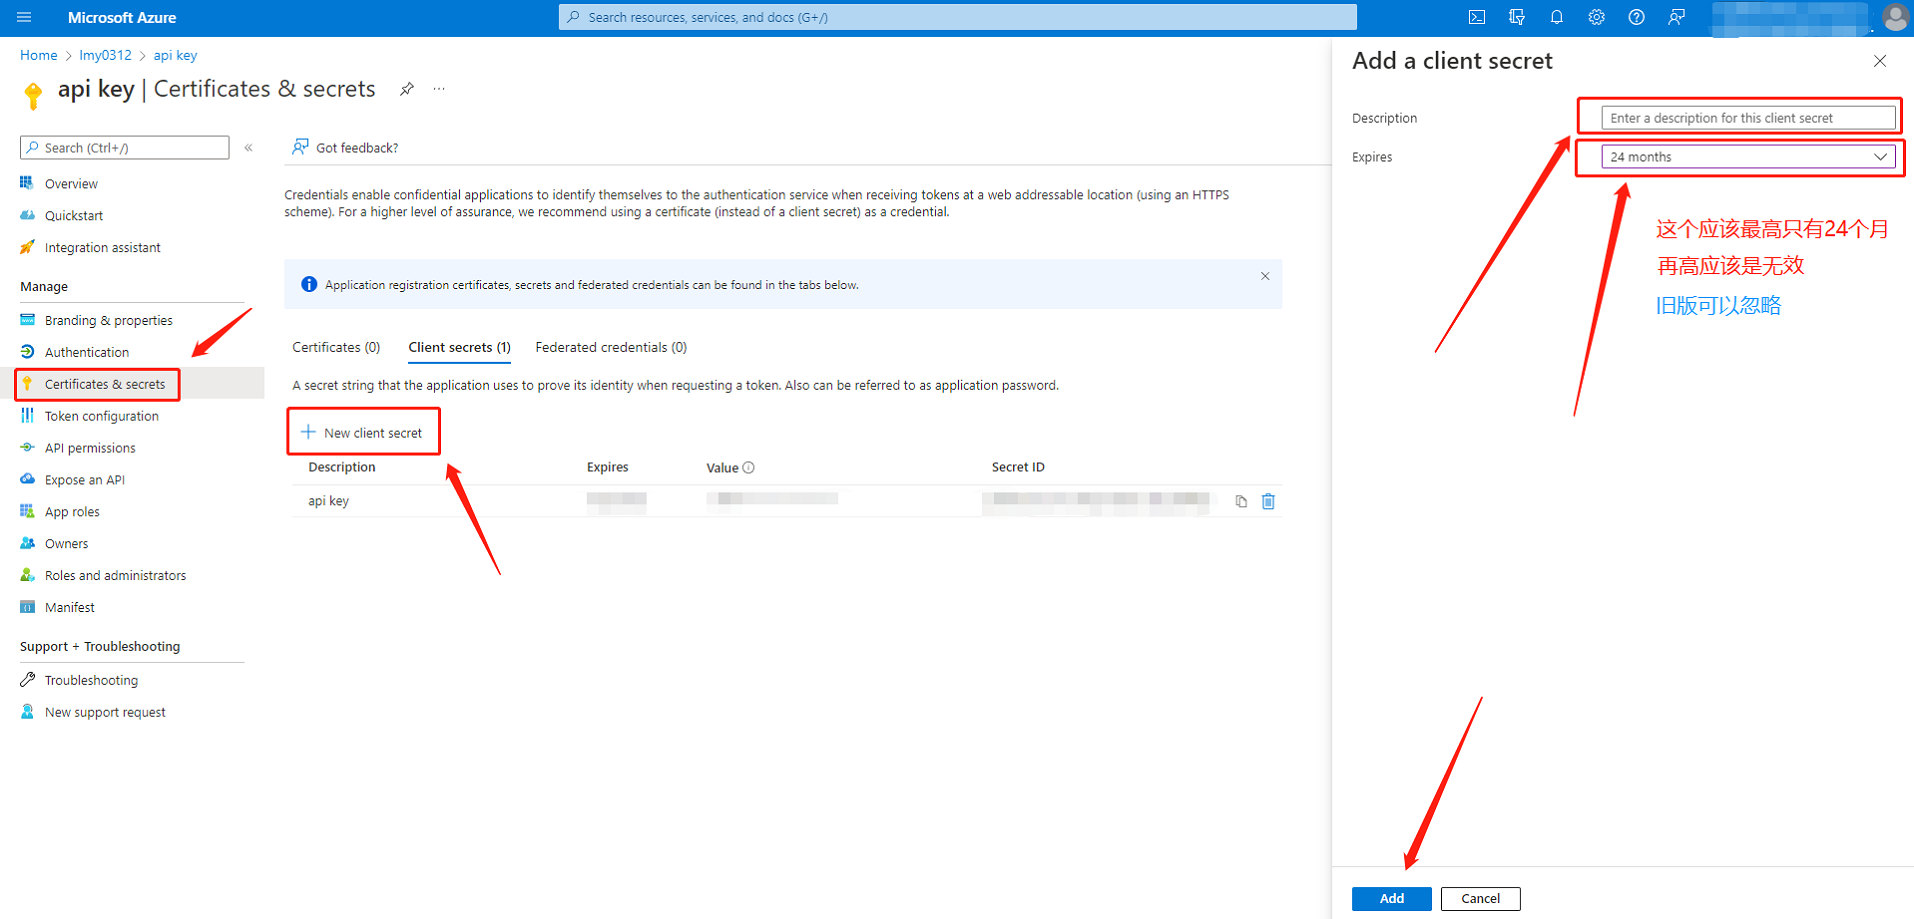 Microsoft Azure
Search resources, services, and docs (G+/)
Home > lmy0312 > api key
api key | Certificates & secrets
Search (Ctrl+/)
Overview
Quickstart
Integration assistant
Manage
Branding & properties
Authentication
Certificates & secrets
Token configuration
API permissions
Expose an API
App roles
Owners
Roles and administrators
Manifest
Support + Troubleshooting
Troubleshooting
New support request
Got feedback?
Credentials enable confidential applications to identify themselves to the authentication service when receiving tokens at a web addressable location (using an HTTPS
scheme). For a higher level of assurance, we recommend using a certificate (instead of a client secret) as a credential.
Application registration certificates, secrets and federated credentials can be found in the tabs below.
Certificates (0) Client secrets (1) Federated credentials (0)
A secret string that the application uses to prove its identity when requesting a token. Also can be referred to as application password.
New client secret
Description Expires Value Secret ID
api key
Add a client secret
Description
Enter a description for this client secret
Expires
24 months
这个应该最高只有24个月
再高应该是无效
旧版可以忽略
Add Cancel